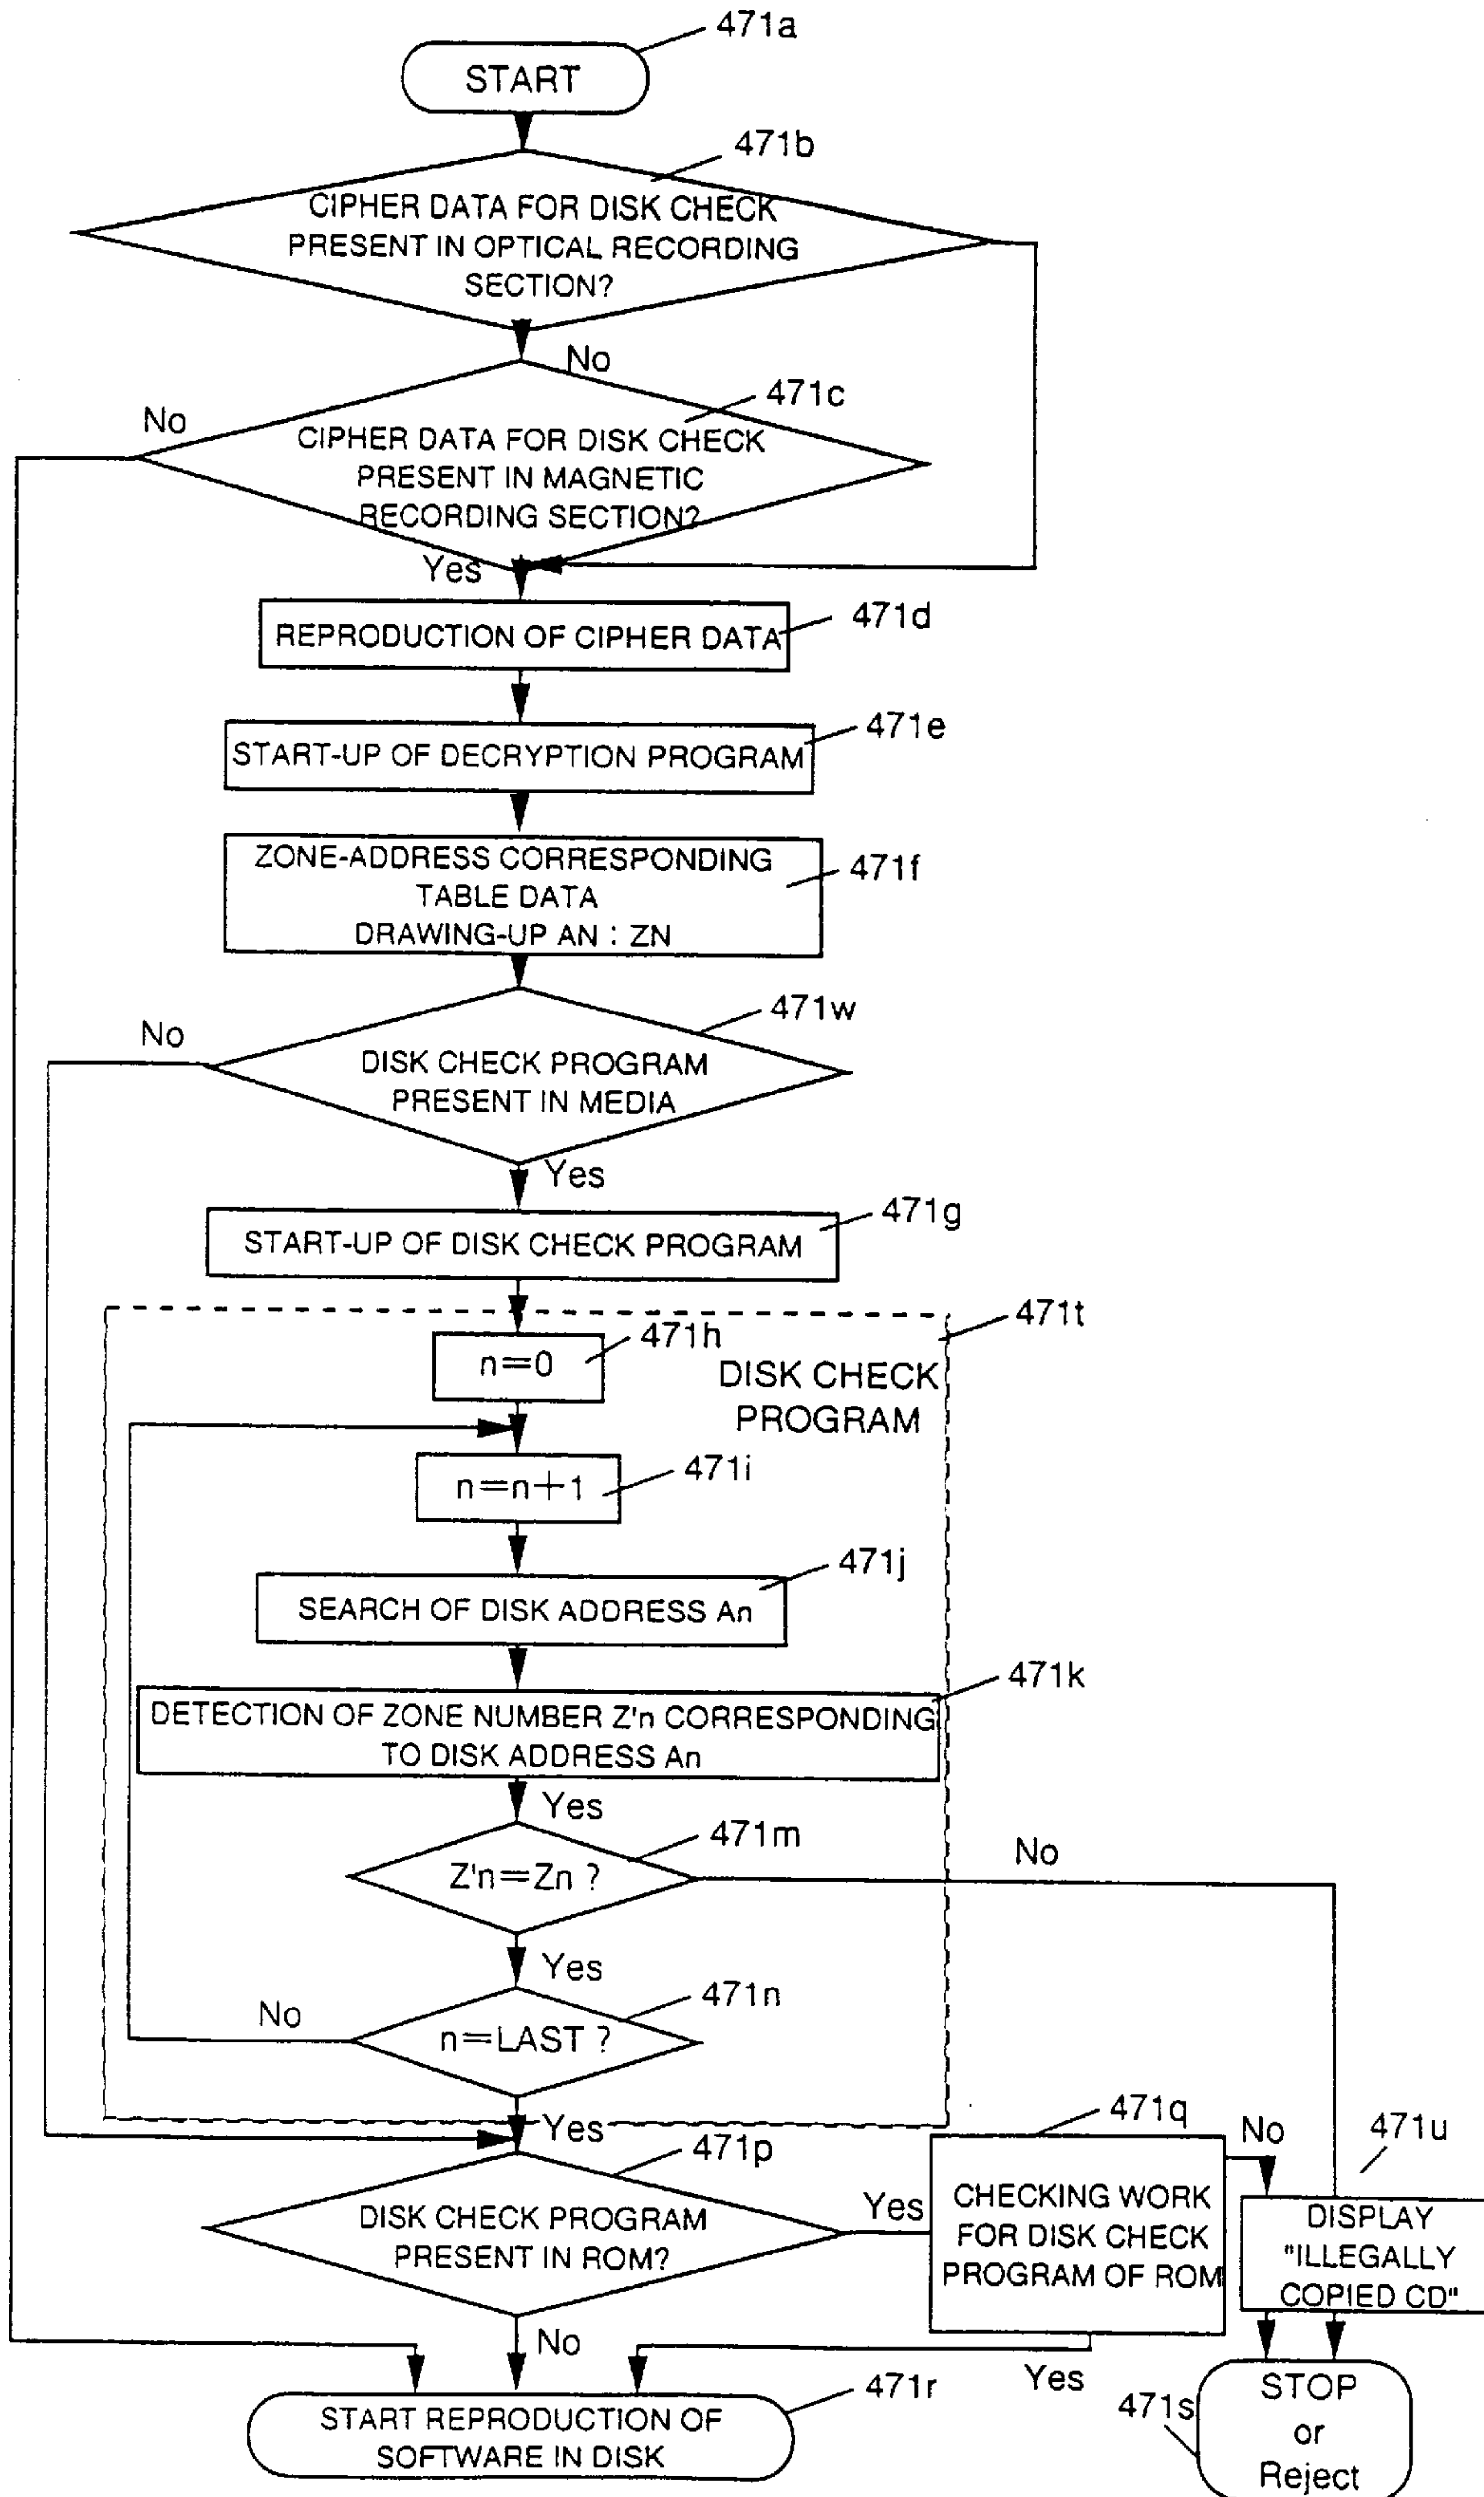 471a
START
471b
CIPHER DATA FOR DISK CHECK
PRESENT IN OPTICAL RECORDING
SECTION?
No
471c
No
CIPHER DATA FOR DISK CHECK
PRESENT IN MAGNETIC
RECORDING SECTION?
Yes
471d
REPRODUCTION OF CIPHER DATA
471e
START-UP OF DECRYPTION PROGRAM
471f
ZONE-ADDRESS CORRESPONDING
TABLE DATA
DRAWING-UP AN : ZN
471w
No
DISK CHECK PROGRAM
PRESENT IN MEDIA
Yes
471g
START-UP OF DISK CHECK PROGRAM
471t
471h
n=0
DISK CHECK
PROGRAM
471i
n=n+1
471j
SEARCH OF DISK ADDRESS An
471k
DETECTION OF ZONE NUMBER Z'n CORRESPONDING
TO DISK ADDRESS An
Yes
471m
No
Z'n=Zn ?
Yes
471n
No
n=LAST ?
Yes
471p
DISK CHECK PROGRAM
PRESENT IN ROM?
Yes
471q
CHECKING WORK
FOR DISK CHECK
PROGRAM OF ROM
No
471u
DISPLAY
"ILLEGALLY
COPIED CD"
No
Yes
471r
START REPRODUCTION OF
SOFTWARE IN DISK
471s
STOP
or
Reject